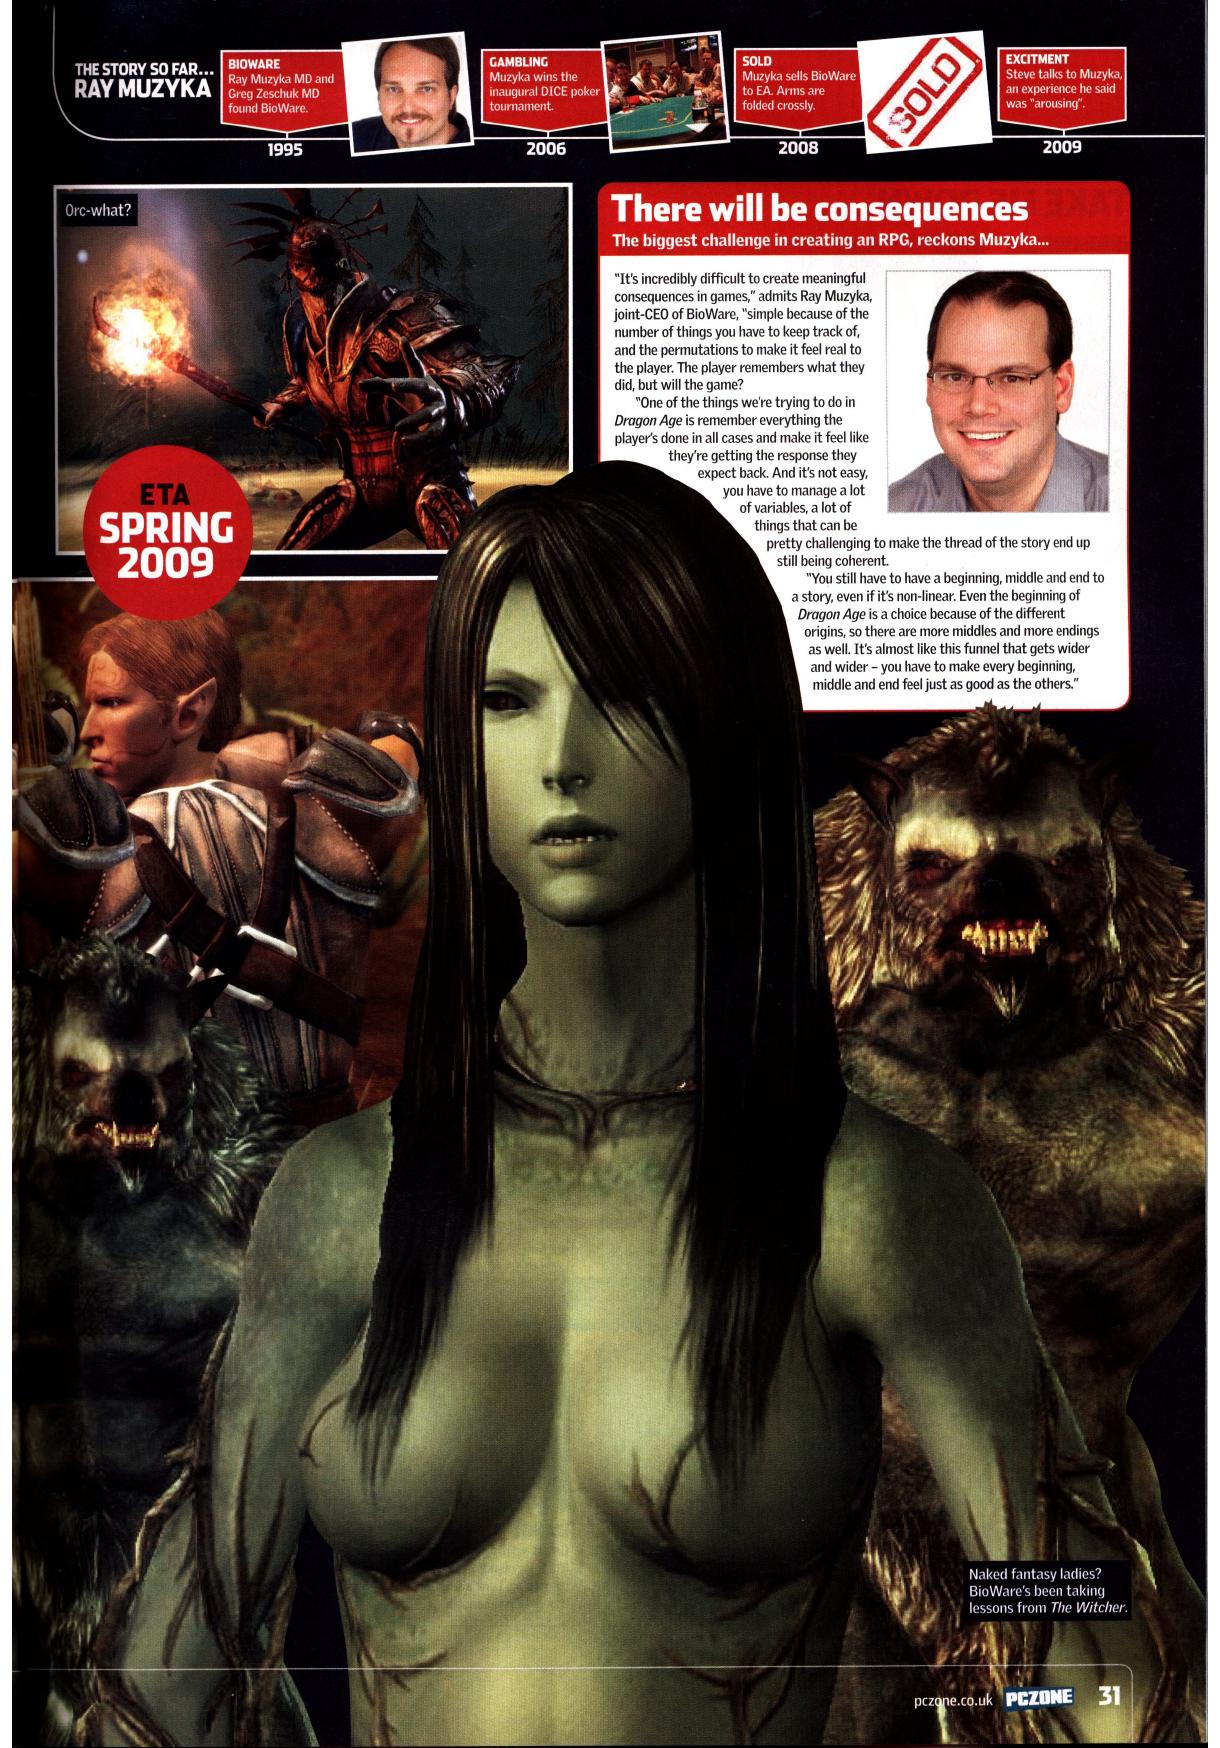 THE STORY SO FAR...
RAY MUZYKA
BIOWARE
Ray Muzyka MD and
Greg Zeschuk MD
found BioWare.
1995
GAMBLING
Muzyka wins the
inaugural DICE poker
tournament.
2006
SOLD
Muzyka sells BioWare
to EA. Arms are
folded crossly.
2008
SOLD
EXCITMENT
Steve talks to Muzyka,
an experience he said
was "arousing".
2009
Orc-what?
ETA
SPRING
2009
There will be consequences
The biggest challenge in creating an RPG, reckons Muzyka...
"It's incredibly difficult to create meaningful
consequences in games," admits Ray Muzyka,
joint-CEO of BioWare, "simple because of the
number of things you have to keep track of,
and the permutations to make it feel real to
the player. The player remembers what they
did, but will the game?
"One of the things we're trying to do in
Dragon Age is remember everything the
player's done in all cases and make it feel like
they're getting the response they
expect back. And it's not easy,
you have to manage a lot
of variables, a lot of
things that can be
pretty challenging to make the thread of the story end up
still being coherent.
"You still have to have a beginning, middle and end to
a story, even if it's non-linear. Even the beginning of
Dragon Age is a choice because of the different
origins, so there are more middles and more endings
as well. It's almost like this funnel that gets wider
and wider – you have to make every beginning,
middle and end feel just as good as the others."
Naked fantasy ladies?
BioWare's been taking
lessons from The Witcher.
pczone.co.uk PCZONE 31